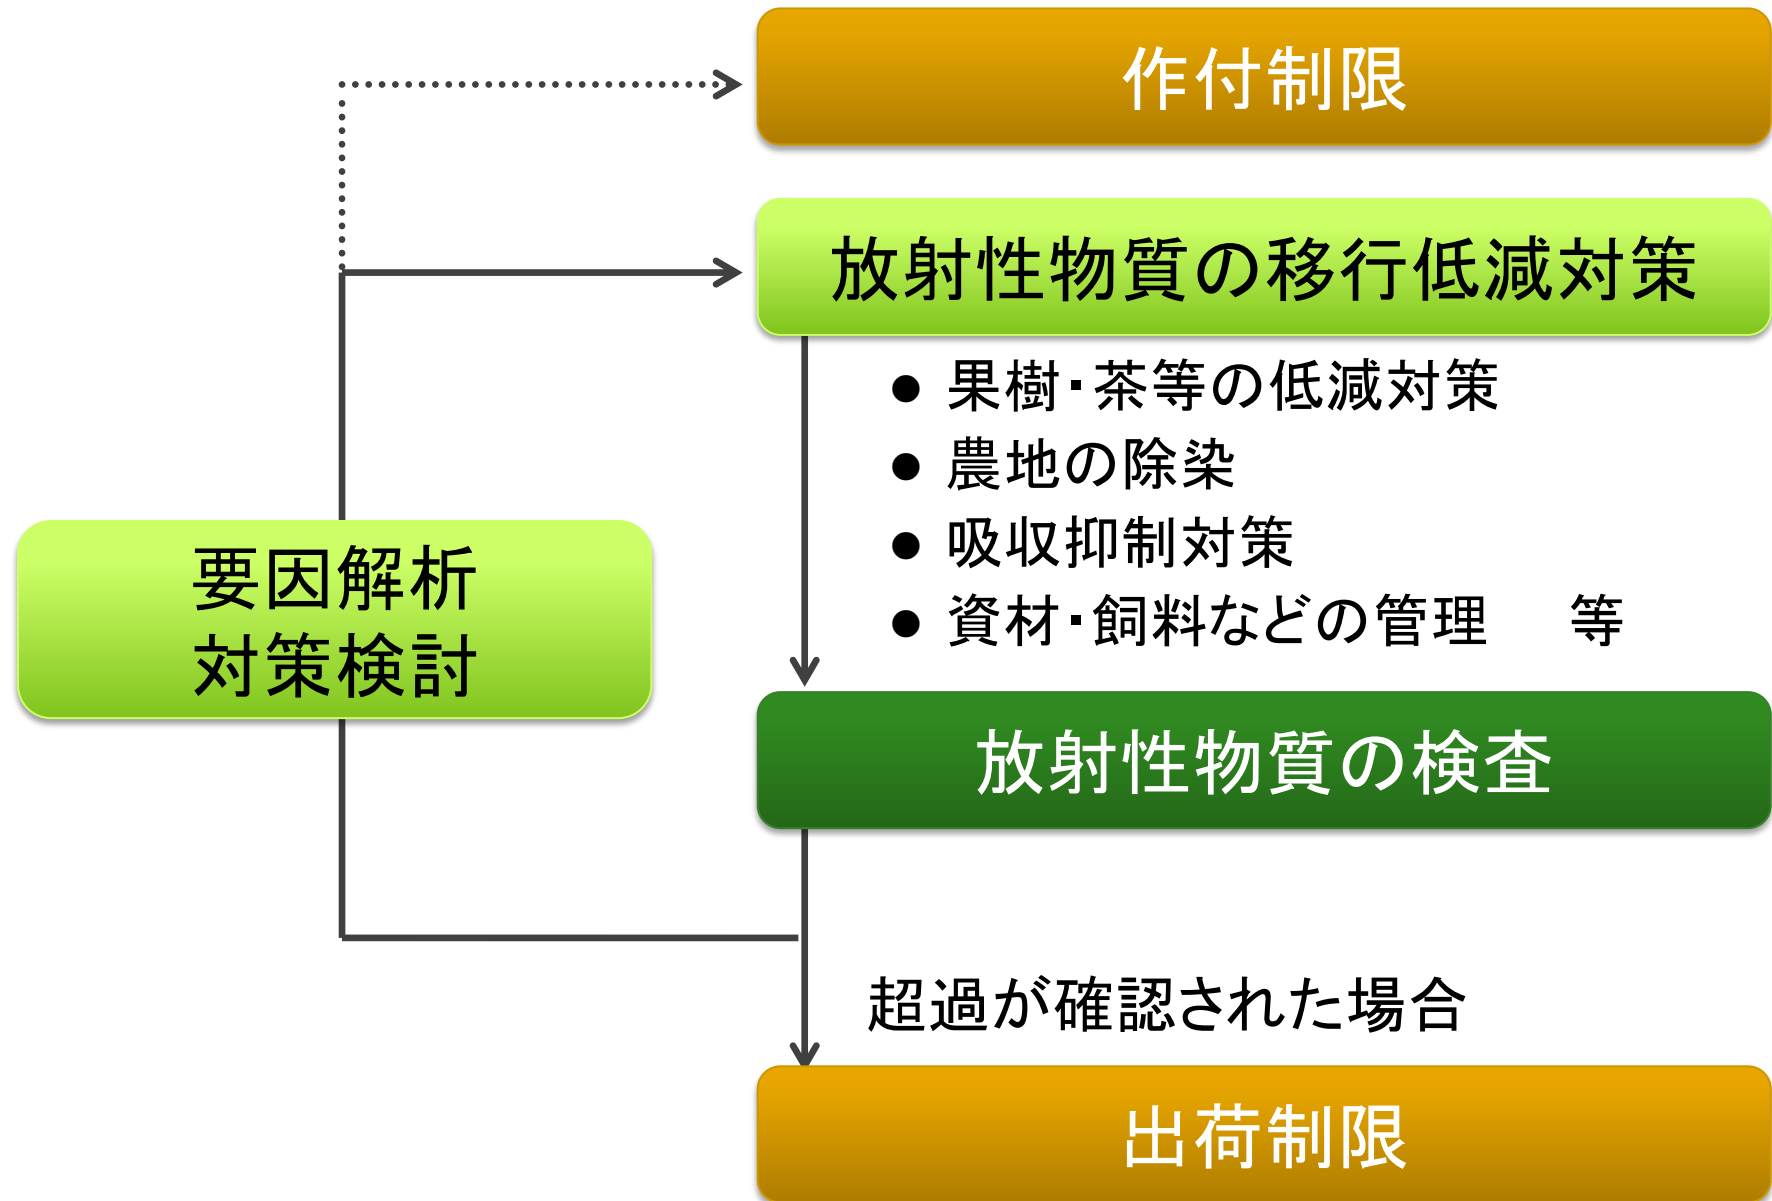 作付制限
放射性物質の移行低減対策
● 果樹・茶等の低減対策
● 農地の除染
● 吸収抑制対策
● 資材・飼料などの管理　等
要因解析
対策検討
放射性物質の検査
超過が確認された場合
出荷制限